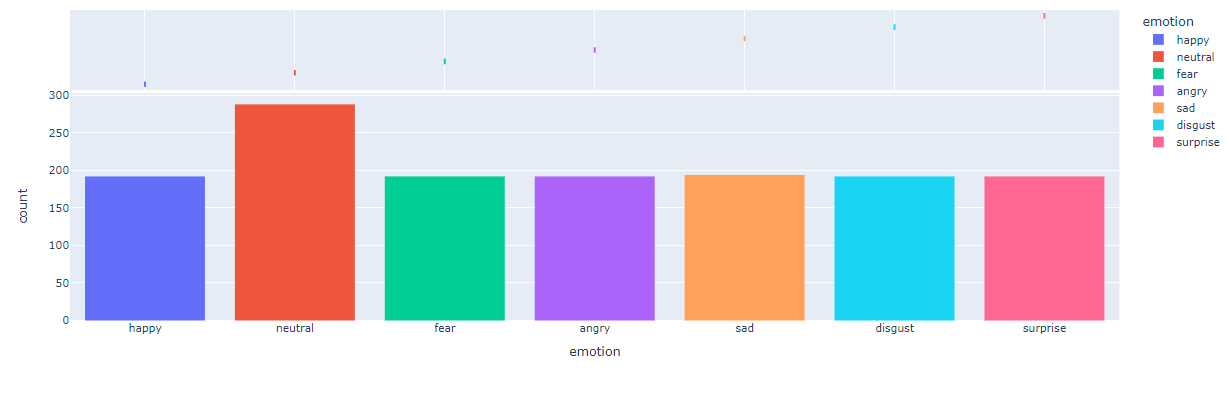 emotion
happy
neutral
fear
angry
sad
disgust
surprise
300
250
200
150
100
50
0
count
happy neutral fear angry sad disgust surprise
emotion